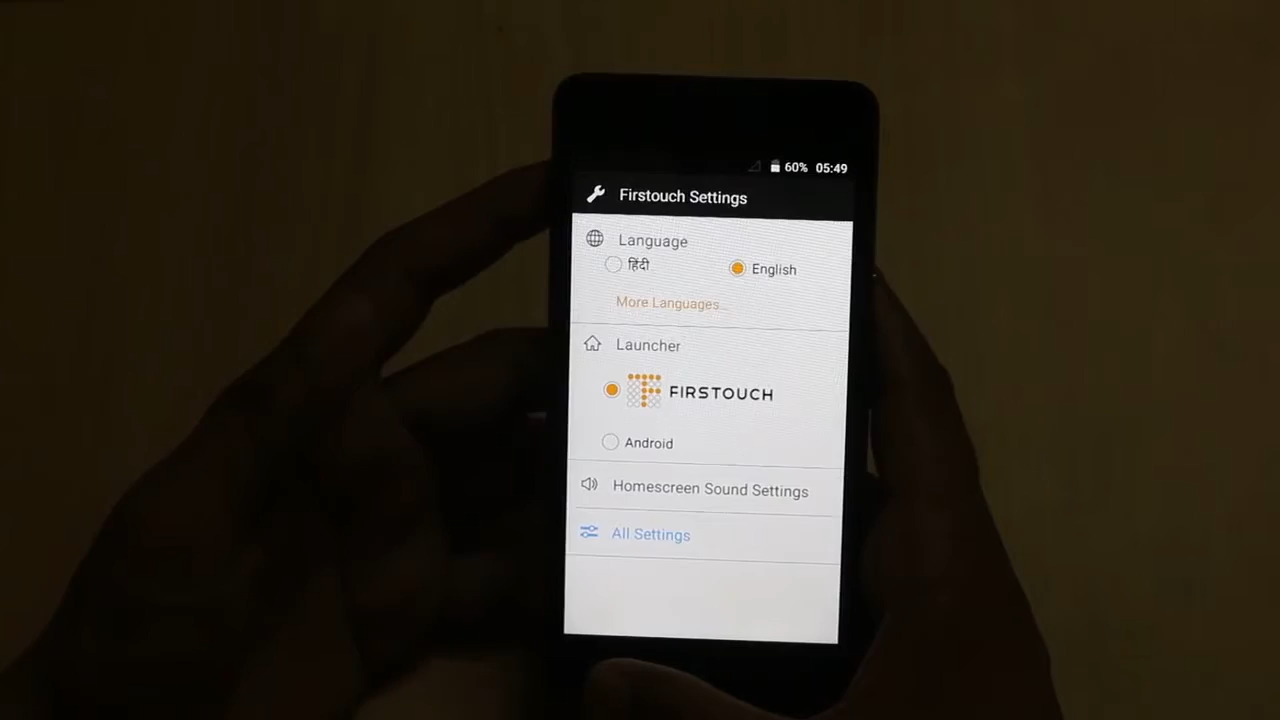 60% 05:49
Firstouch Settings
Language
हिंदी English
More Languages...
Launcher
FIRSTOUCH
Android
Homescreen Sound Settings
All Settings